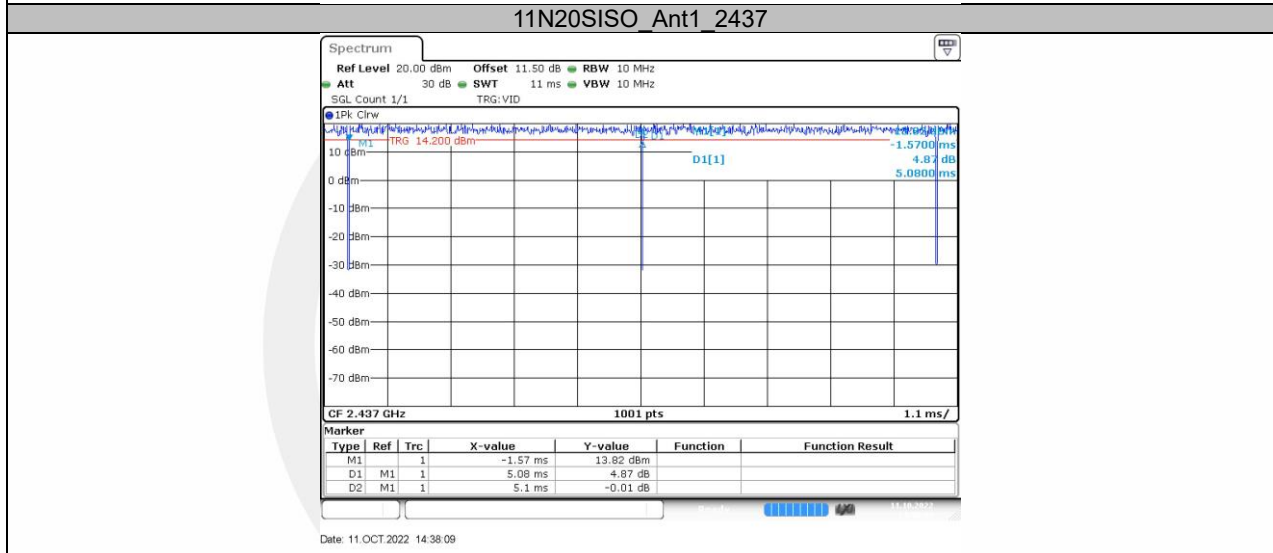 11N20SISO_Ant1_2437
Spectrum
Ref Level 20.00 dBm Offset 11.50 dB RBW 10 MHz
Att 30 dB SWT 11 ms VBW 10 MHz
SGL Count 1/1 TRG:VID
1Pk Clrw
M1 TRG 14.200 dBm D1
-1.5700 ms
10 dBm
D1[1] 4.87 dB
0 dBm 5.0800 ms
-10 dBm
-20 dBm
-30 dBm
-40 dBm
-50 dBm
-60 dBm
-70 dBm
CF 2.437 GHz 1001 pts 1.1 ms/
Marker
Type Ref Trc X-value Y-value Function Function Result
M1 1 -1.57 ms 13.82 dBm
D1 M1 1 5.08 ms 4.87 dB
D2 M1 1 5.1 ms -0.01 dB
11.10.2022
Date: 11.OCT.2022 14:38:09